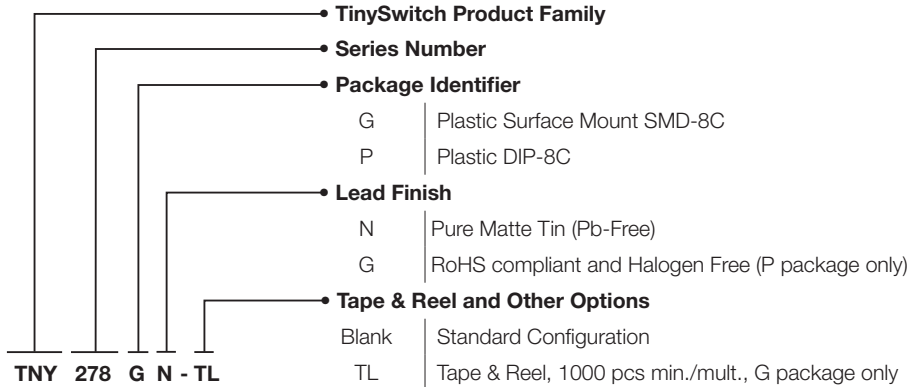 TinySwitch Product Family
Series Number
Package Identifier
G Plastic Surface Mount SMD-8C
P Plastic DIP-8C
Lead Finish
N Pure Matte Tin (Pb-Free)
G RoHS compliant and Halogen Free (P package only)
Tape & Reel and Other Options
Blank Standard Configuration
TNY 278 G N - TL TL Tape & Reel, 1000 pcs min./mult., G package only